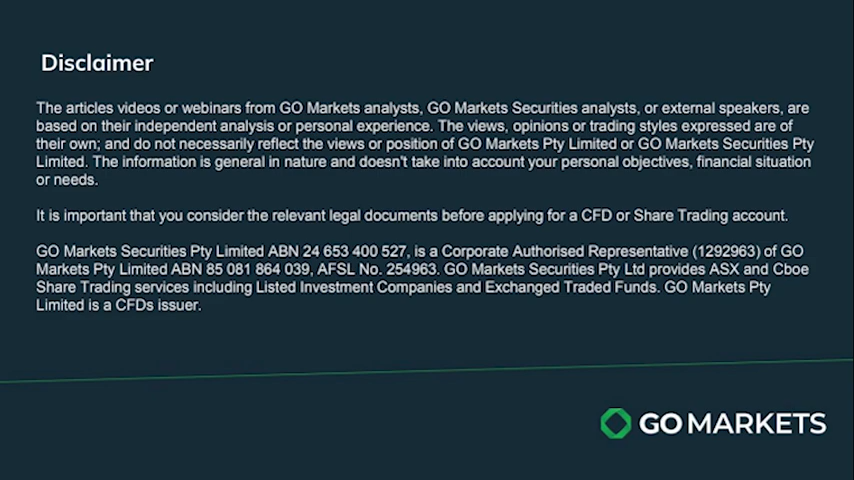 Disclaimer
The articles videos or webinars from GO Markets analysts, GO Markets Securities analysts, or external speakers, are
based on their independent analysis or personal experience. The views, opinions or trading styles expressed are of
their own; and do not necessarily reflect the views or position of GO Markets Pty Limited or GO Markets Securities Pty
Limited. The information is general in nature and doesn't take into account your personal objectives, financial situation
or needs.
It is important that you consider the relevant legal documents before applying for a CFD or Share Trading account.
GO Markets Securities Pty Limited ABN 24 653 400 527, is a Corporate Authorised Representative (1292963) of GO
Markets Pty Limited ABN 85 081 864 039, AFSL No. 254963. GO Markets Securities Pty Ltd provides ASX and Cboe
Share Trading services including Listed Investment Companies and Exchanged Traded Funds. GO Markets Pty
Limited is a CFDs issuer.
GO MARKETS